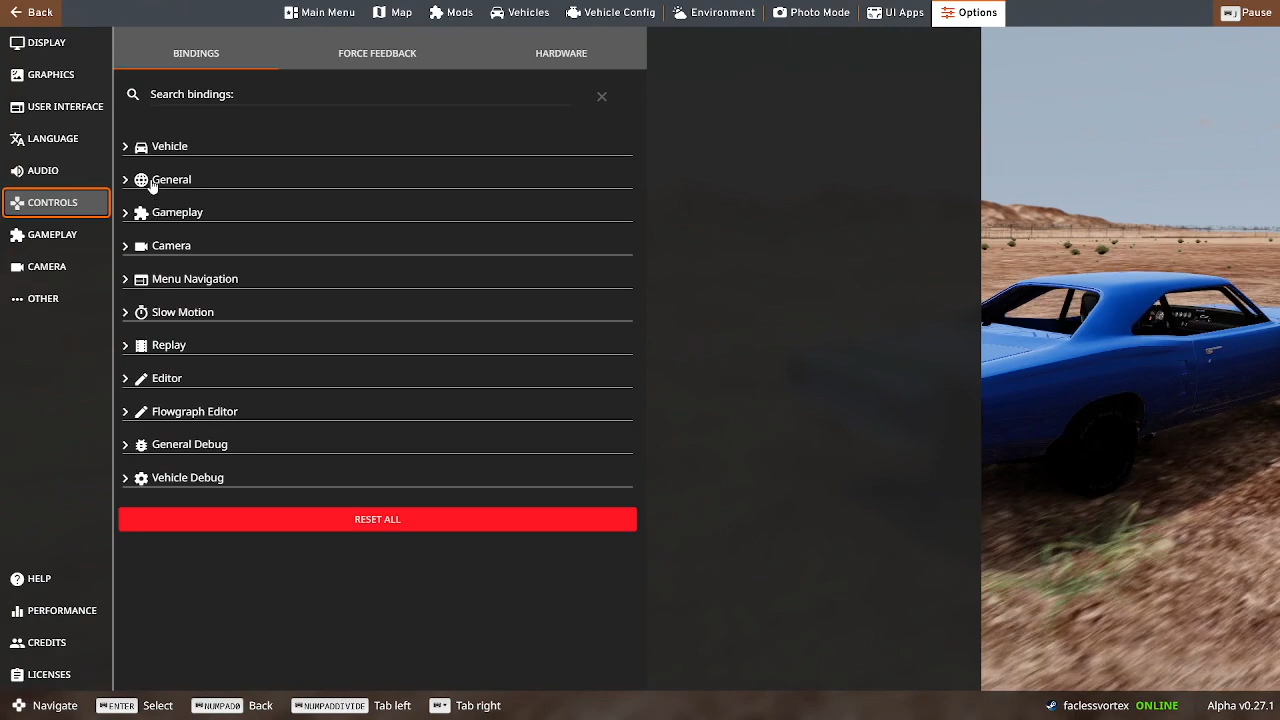 Back
Main Menu
Map
Mods
Vehicles
Vehicle Config
Environment
Photo Mode
UI Apps
Options
J
Pause
DISPLAY
GRAPHICS
USER INTERFACE
LANGUAGE
AUDIO
CONTROLS
GAMEPLAY
CAMERA
OTHER
HELP
PERFORMANCE
CREDITS
LICENSES
BINDINGS
FORCE FEEDBACK
HARDWARE
Search bindings:
Vehicle
General
Gameplay
Camera
Menu Navigation
Slow Motion
Replay
Editor
Flowgraph Editor
General Debug
Vehicle Debug
RESET ALL
Navigate
ENTER Select
NUMPAD0 Back
NUMPADDIVIDE Tab left
Tab right
faclessvortex ONLINE
Alpha v0.27.1